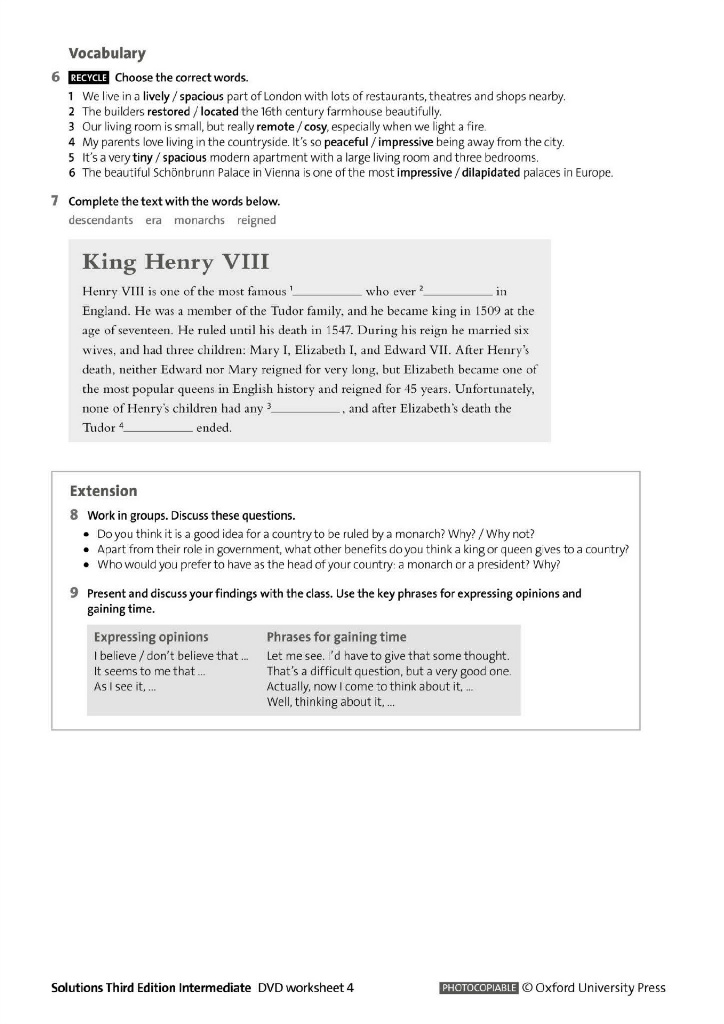 Vocabulary
6 RECYCLE Choose the correct words.
1 We live in a lively / spacious part of London with lots of restaurants, theatres and shops nearby.
2 The builders restored / located the 16th century farmhouse beautifully.
3 Our living room is small, but really remote / cosy, especially when we light a fire.
4 My parents love living in the countryside. It's so peaceful / impressive being away from the city.
5 It's a very tiny / spacious modern apartment with a large living room and three bedrooms.
6 The beautiful Schönbrunn Palace in Vienna is one of the most impressive / dilapidated palaces in Europe.
7 Complete the text with the words below.
descendants era monarchs reigned
King Henry VIII
Henry VIII is one of the most famous 1__________ who ever 2__________ in
England. He was a member of the Tudor family, and he became king in 1509 at the
age of seventeen. He ruled until his death in 1547. During his reign he married six
wives, and had three children: Mary I, Elizabeth I, and Edward VII. After Henry's
death, neither Edward nor Mary reigned for very long, but Elizabeth became one of
the most popular queens in English history and reigned for 45 years. Unfortunately,
none of Henry's children had any 3__________ , and after Elizabeth's death the
Tudor 4__________ ended.
Extension
8 Work in groups. Discuss these questions.
• Do you think it is a good idea for a country to be ruled by a monarch? Why? / Why not?
• Apart from their role in government, what other benefits do you think a king or queen gives to a country?
• Who would you prefer to have as the head of your country: a monarch or a president? Why?
9 Present and discuss your findings with the class. Use the key phrases for expressing opinions and
gaining time.
Expressing opinions
I believe / don't believe that ...
It seems to me that ...
As I see it, ...
Phrases for gaining time
Let me see. I'd have to give that some thought.
That's a difficult question, but a very good one.
Actually, now I come to think about it, ...
Well, thinking about it, ...
Solutions Third Edition Intermediate DVD worksheet 4
PHOTOCOPIABLE © Oxford University Press